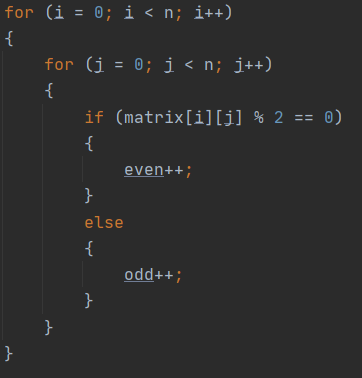 for (i = 0; i < n; i++)
{
    for (j = 0; j < n; j++)
    {
        if (matrix[i][j] % 2 == 0)
        {
            even++;
        }
        else
        {
            odd++;
        }
    }
}